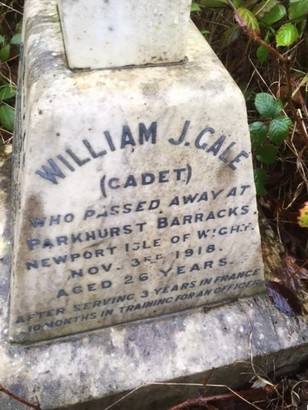 WILLIAM J. GALE
(CADET)
WHO PASSED AWAY AT
PARKHURST BARRACKS.
NEWPORT ISLE OF WIGHT.
NOV. 3RD 1918.
AGED 26 YEARS.
AFTER SERVING 3 YEARS IN FRANCE
10 MONTHS IN TRAINING FOR AN OFFICER